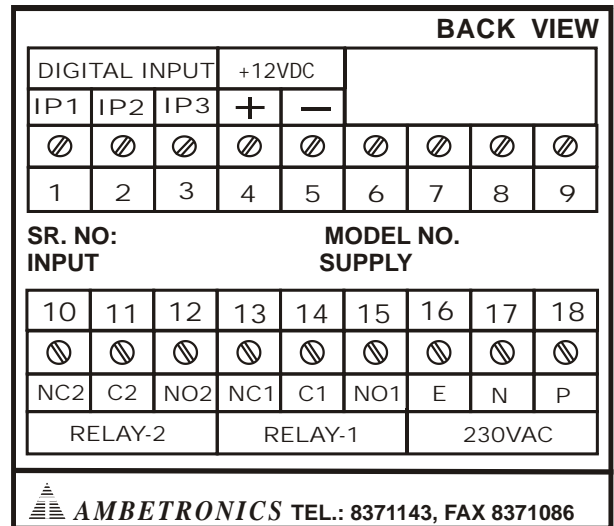 BACK VIEW
DIGITAL INPUT +12VDC
IP1 IP2 IP3 + —
1 2 3 4 5 6 7 8 9
SR. NO: MODEL NO.
INPUT SUPPLY
10 11 12 13 14 15 16 17 18
NC2 C2 NO2 NC1 C1 NO1 E N P
RELAY-2 RELAY-1 230VAC
AMBETRONICS TEL.: 8371143, FAX 8371086